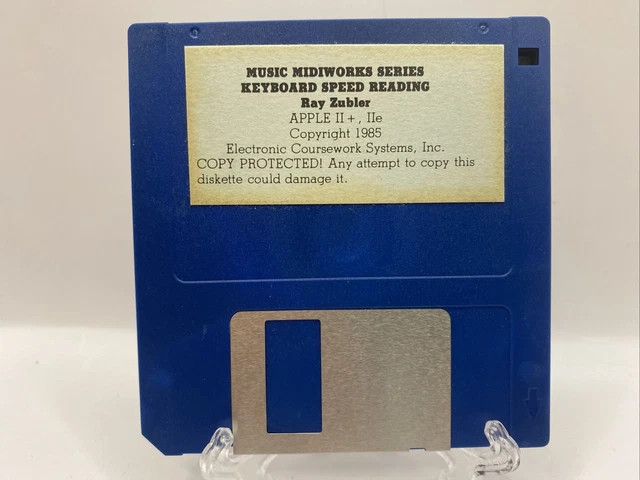 MUSIC MIDIWORKS SERIES
KEYBOARD SPEED READING
Ray Zubler
APPLE II+, IIe
Copyright 1985
Electronic Coursework Systems, Inc.
COPY PROTECTED! Any attempt to copy this
diskette could damage it.